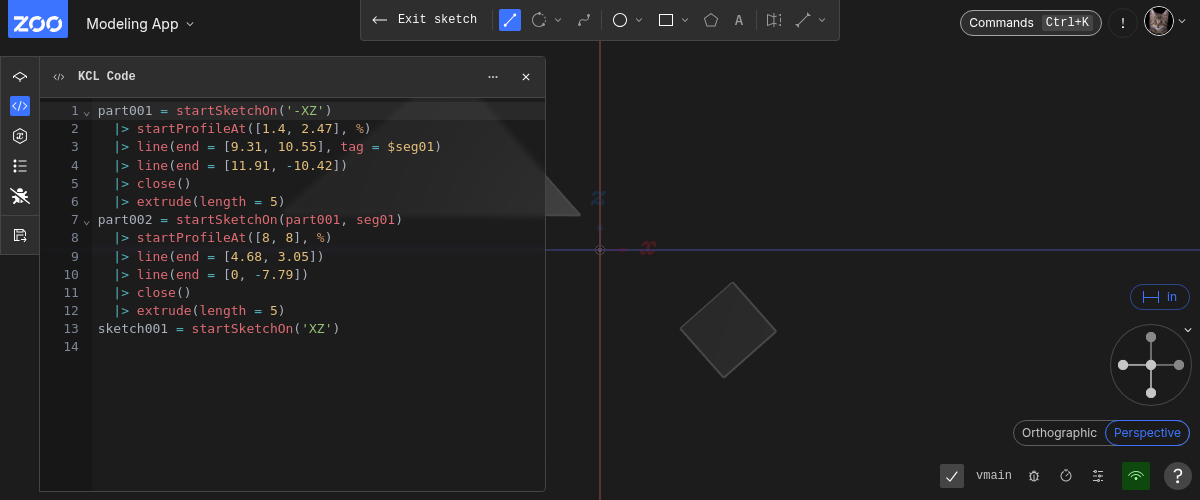 ZOO
Modeling App
Exit sketch
A
Commands Ctrl+K
!
KCL Code
1 part001 = startSketchOn('-XZ')
2 |> startProfileAt([1.4, 2.47], %)
3 |> line(end = [9.31, 10.55], tag = $seg01)
4 |> line(end = [11.91, -10.42])
5 |> close()
6 |> extrude(length = 5)
7 part002 = startSketchOn(part001, seg01)
8 |> startProfileAt([8, 8], %)
9 |> line(end = [4.68, 3.05])
10 |> line(end = [0, -7.79])
11 |> close()
12 |> extrude(length = 5)
13 sketch001 = startSketchOn('XZ')
14
z
x
in
Orthographic Perspective
vmain
?